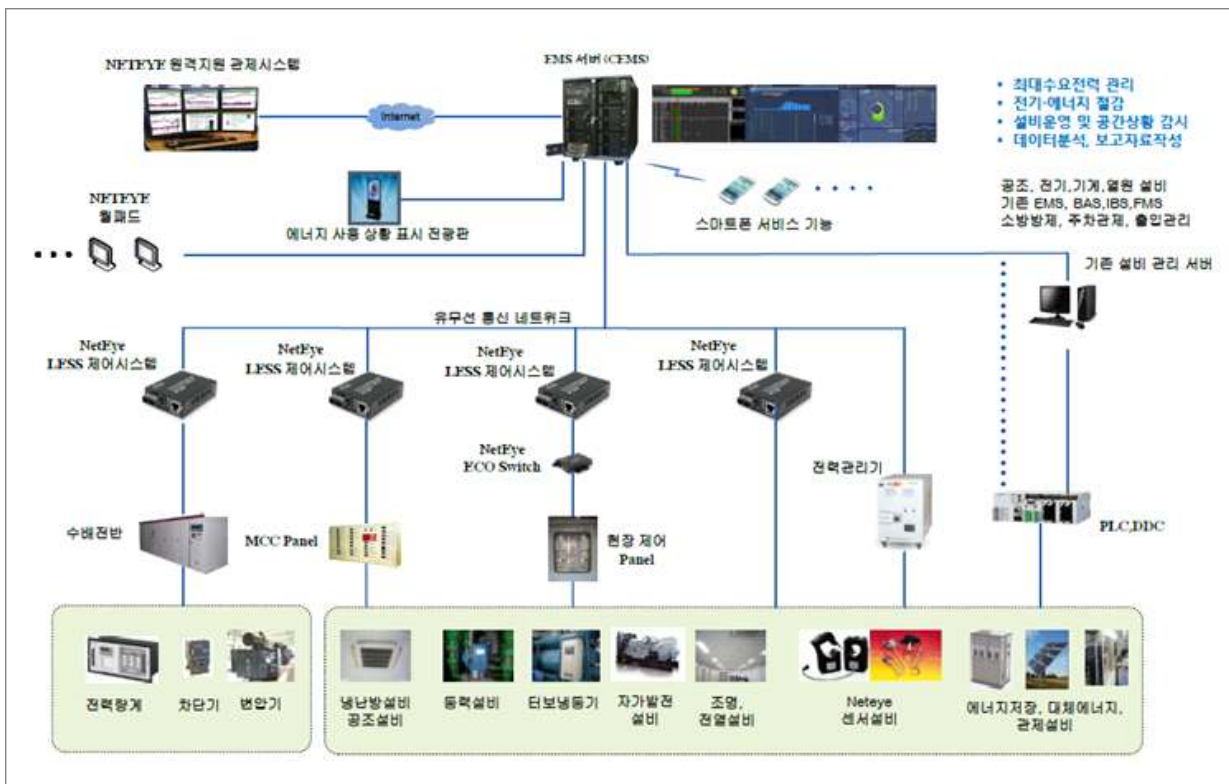 NETEYE 원격지원 관제시스템
EMS 서버 (CEMS)
Internet
• 최대수요전력 관리
• 전기·에너지 절감
• 설비운영 및 공간상황 감시
• 데이터분석, 보고자료작성
NETEYE
월패드
에너지 사용 상황 표시 전광판
스마트폰 서비스 기능
공조, 전기,기계,열원 설비
기존 EMS, BAS,IBS,FMS
소방방제, 주차관제, 출입관리
기존 설비 관리 서버
유무선 통신 네트워크
NetEye
LESS 제어시스템
NetEye
LESS 제어시스템
NetEye
LESS 제어시스템
NetEye
LESS 제어시스템
NetEye
ECO Switch
전력관리기
수배전반
MCC Panel
현장 제어
Panel
PLC,DDC
전력량계
차단기
변압기
냉난방설비
공조설비
동력설비
터보냉동기
자가발전
설비
조명,
전열설비
Neteye
센서설비
에너지저장, 대체에너지,
관제설비